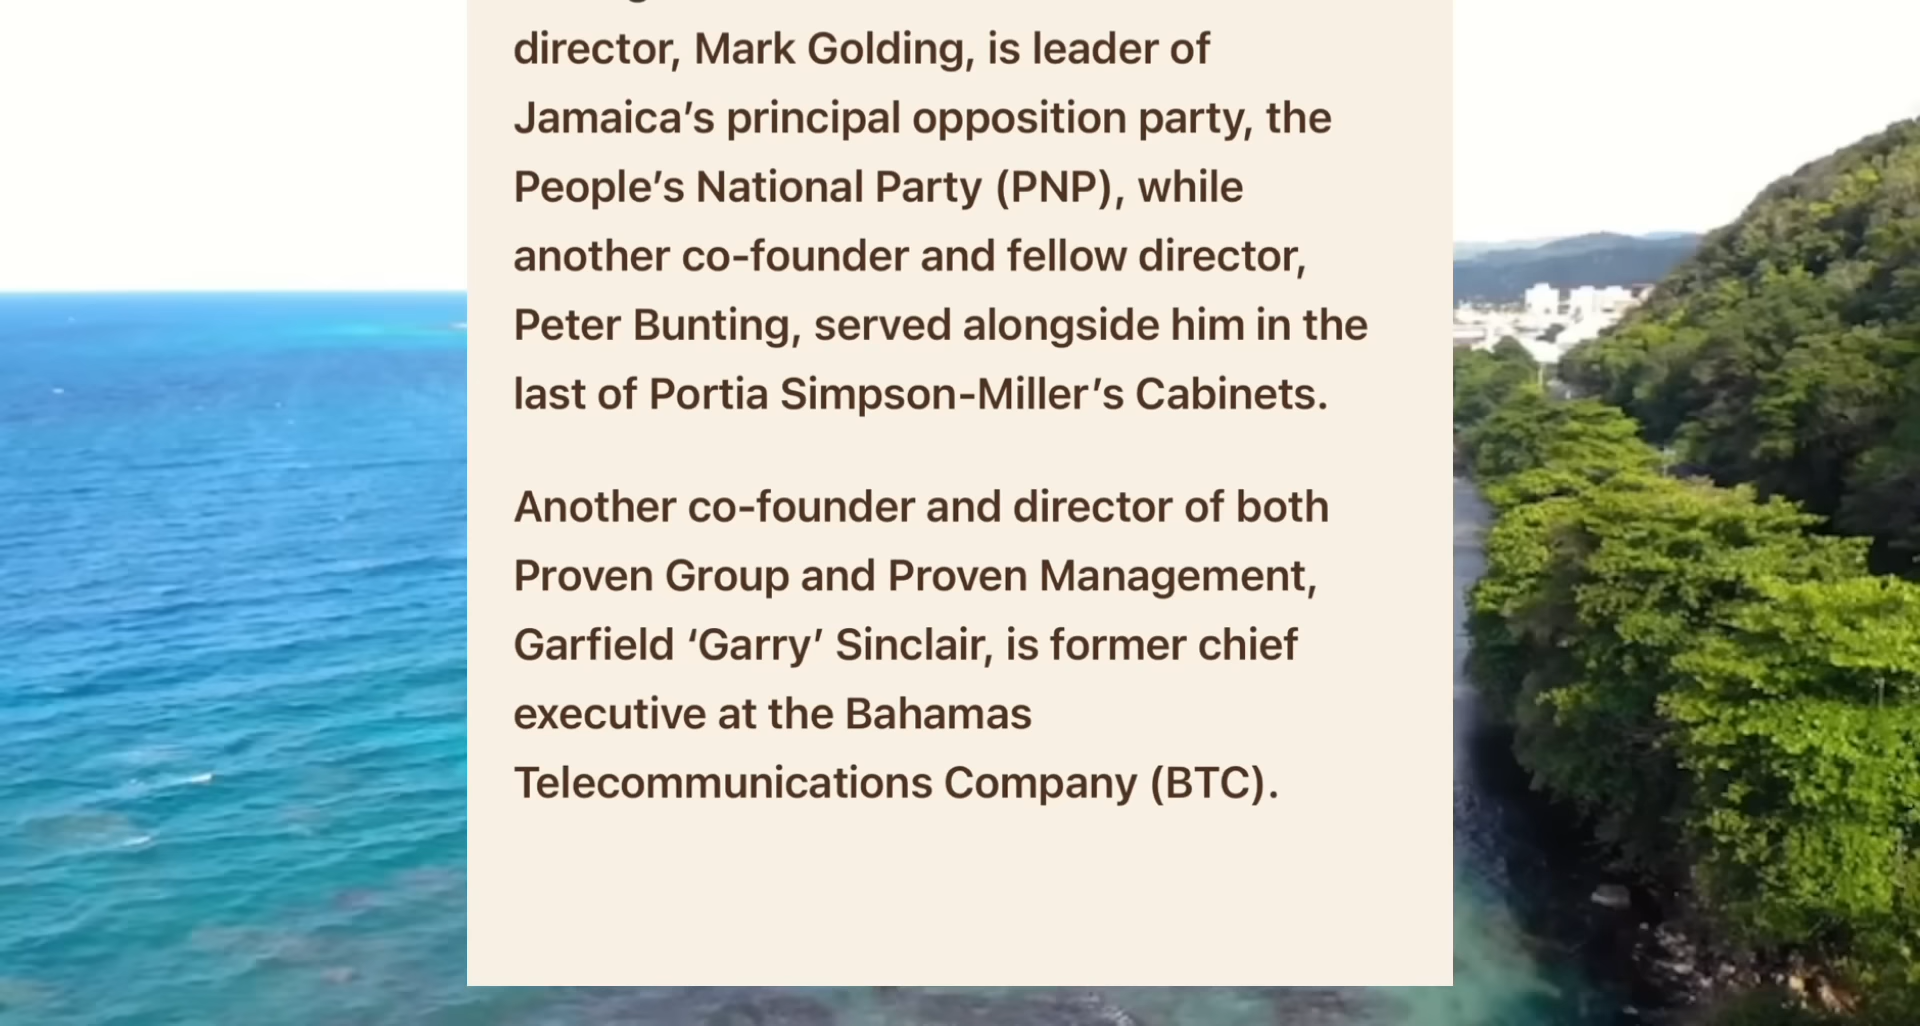 director, Mark Golding, is leader of
Jamaica’s principal opposition party, the
People’s National Party (PNP), while
another co-founder and fellow director,
Peter Bunting, served alongside him in the
last of Portia Simpson-Miller’s Cabinets.
Another co-founder and director of both
Proven Group and Proven Management,
Garfield ‘Garry’ Sinclair, is former chief
executive at the Bahamas
Telecommunications Company (BTC).